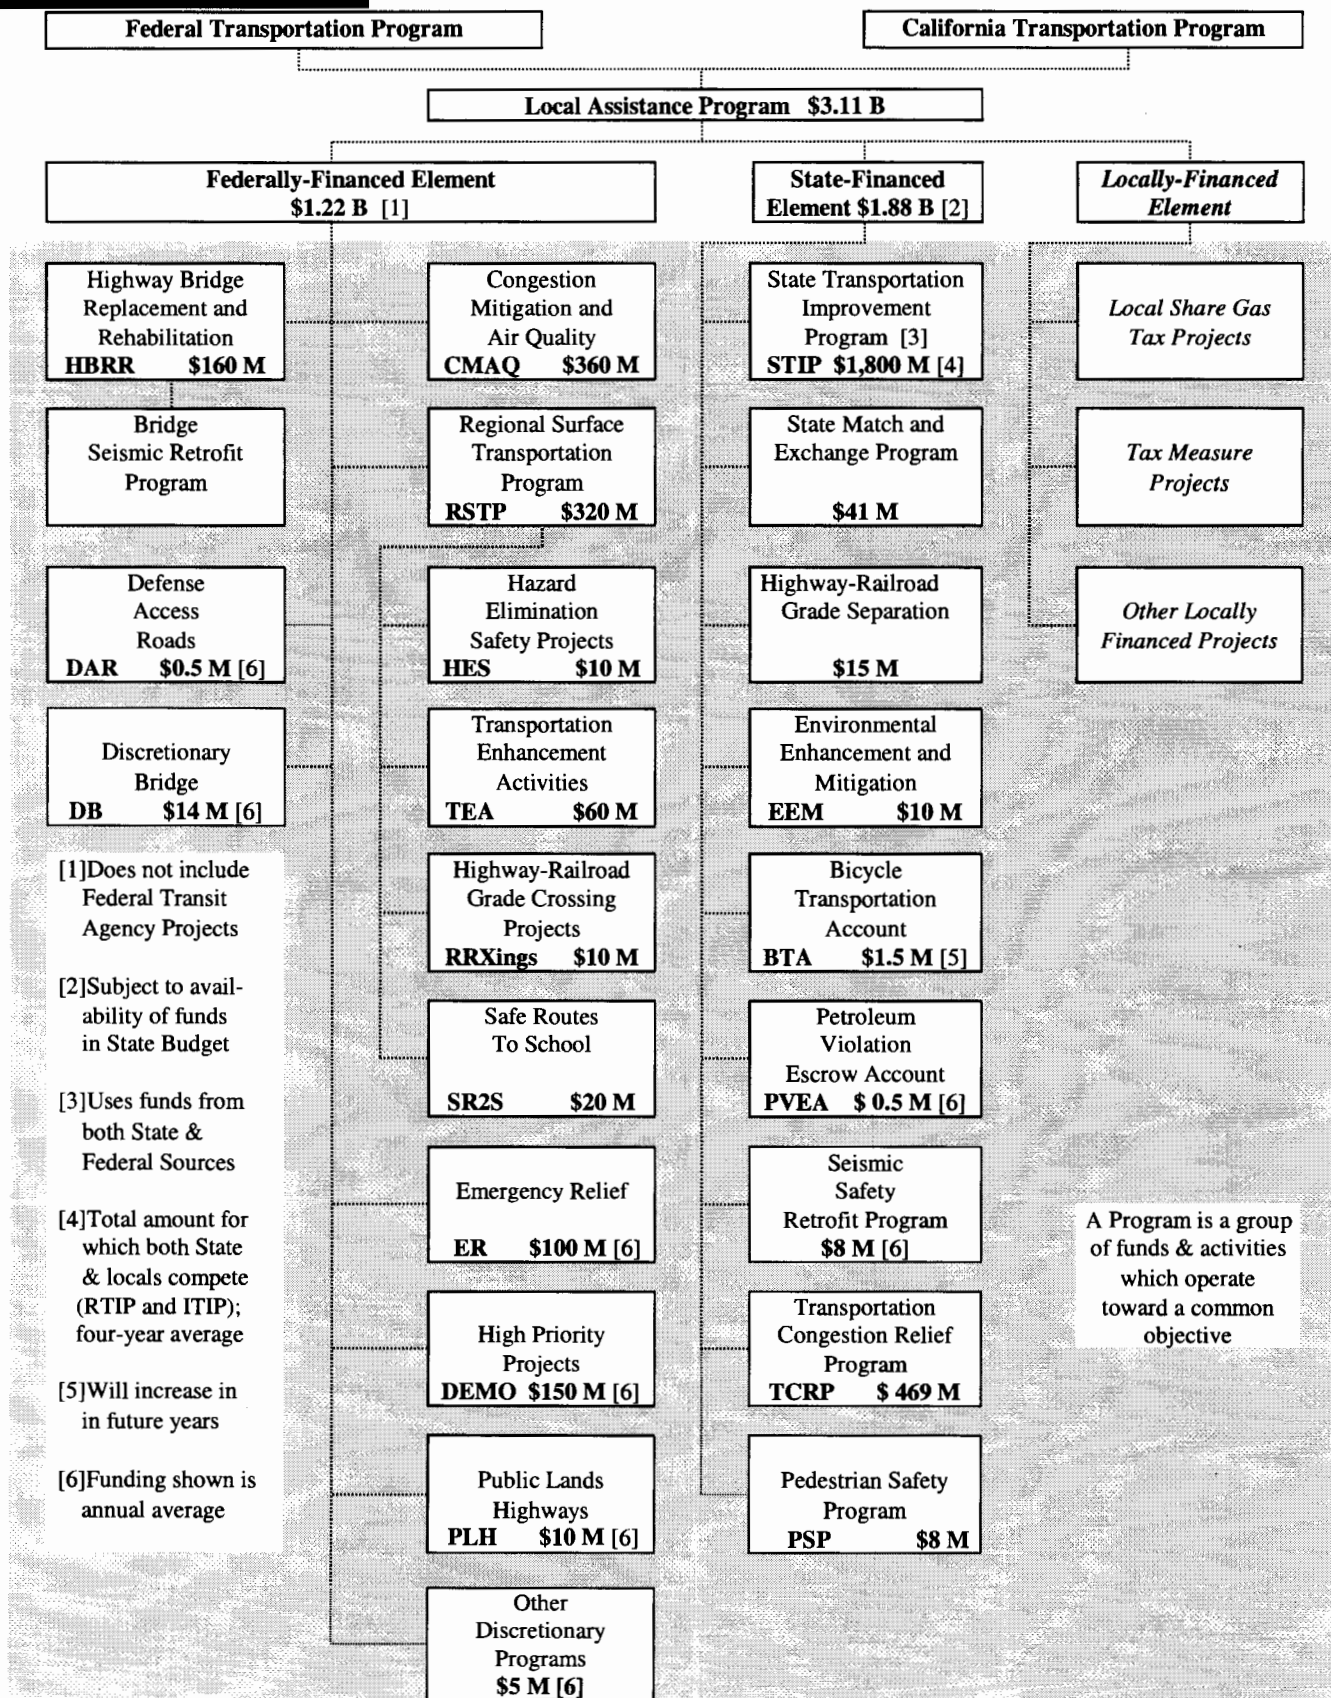 Federal Transportation Program
California Transportation Program
Local Assistance Program $3.11 B
Federally-Financed Element
$1.22 B [1]
State-Financed
Element $1.88 B [2]
Locally-Financed
Element
Highway Bridge
Replacement and
Rehabilitation
HBRR $160 M
Bridge
Seismic Retrofit
Program
Defense
Access
Roads
DAR $0.5 M [6]
Discretionary
Bridge
DB $14 M [6]
[1]Does not include
Federal Transit
Agency Projects
[2]Subject to avail-
ability of funds
in State Budget
[3]Uses funds from
both State &
Federal Sources
[4]Total amount for
which both State
& locals compete
(RTIP and ITIP);
four-year average
[5]Will increase in
in future years
[6]Funding shown is
annual average
Congestion
Mitigation and
Air Quality
CMAQ $360 M
Regional Surface
Transportation
Program
RSTP $320 M
Hazard
Elimination
Safety Projects
HES $10 M
Transportation
Enhancement
Activities
TEA $60 M
Highway-Railroad
Grade Crossing
Projects
RRXings $10 M
Safe Routes
To School
SR2S $20 M
Emergency Relief
ER $100 M [6]
High Priority
Projects
DEMO $150 M [6]
Public Lands
Highways
PLH $10 M [6]
Other
Discretionary
Programs
$5 M [6]
State Transportation
Improvement
Program [3]
STIP $1,800 M [4]
State Match and
Exchange Program
$41 M
Highway-Railroad
Grade Separation
$15 M
Environmental
Enhancement and
Mitigation
EEM $10 M
Bicycle
Transportation
Account
BTA $1.5 M [5]
Petroleum
Violation
Escrow Account
PVEA $ 0.5 M [6]
Seismic
Safety
Retrofit Program
$8 M [6]
Transportation
Congestion Relief
Program
TCRP $ 469 M
Pedestrian Safety
Program
PSP $8 M
Local Share Gas
Tax Projects
Tax Measure
Projects
Other Locally
Financed Projects
A Program is a group
of funds & activities
which operate
toward a common
objective